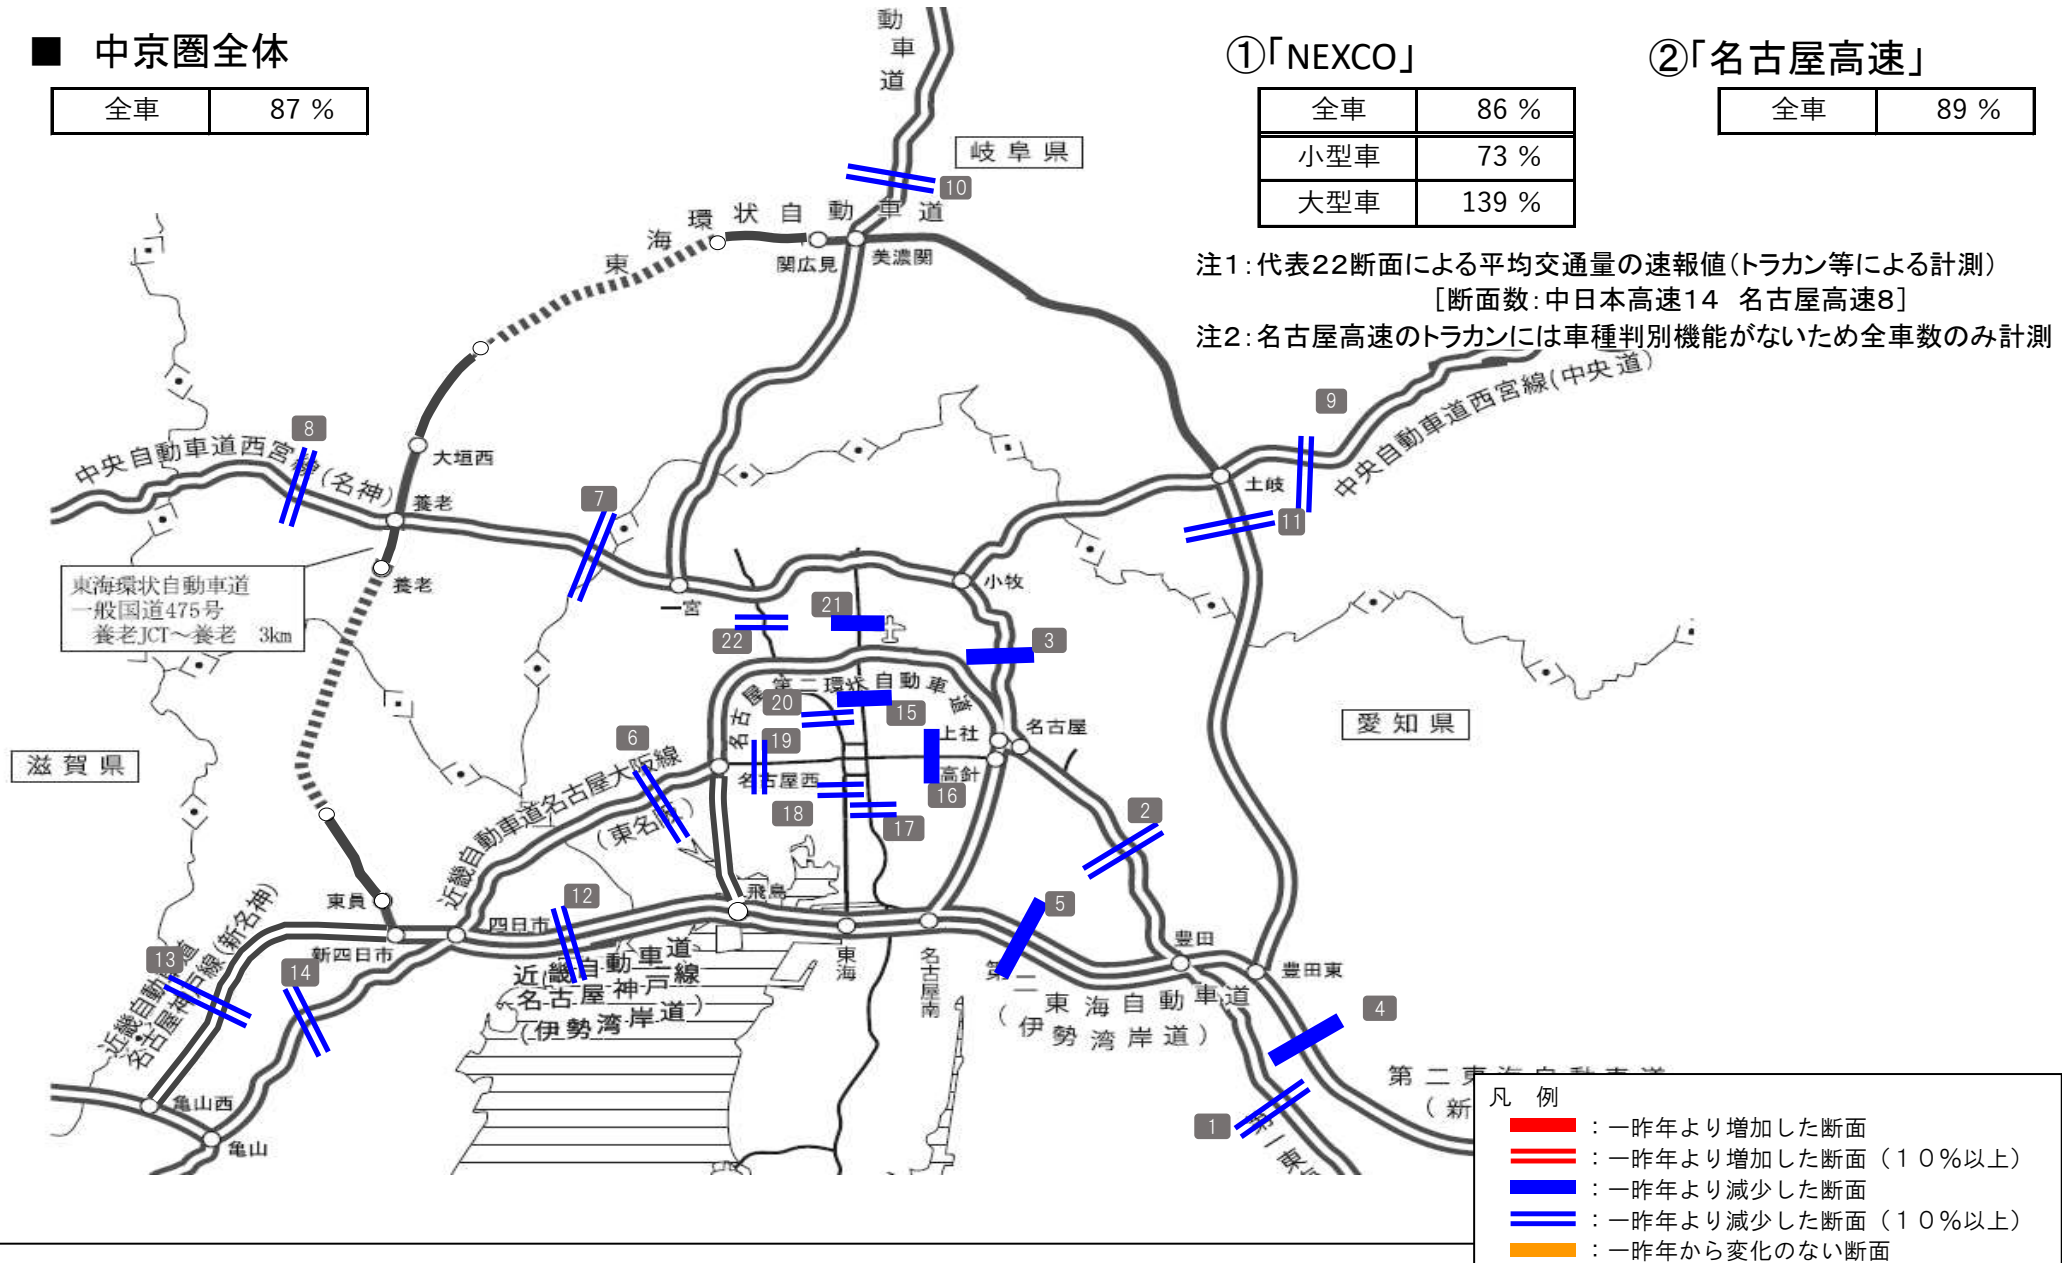 ■ 中京圏全体
全車 87 %
①「NEXCO」
全車 86 %
小型車 73 %
大型車 139 %
②「名古屋高速」
全車 89 %
注1：代表22断面による平均交通量の速報値（トラカン等による計測）
［断面数：中日本高速14 名古屋高速8］
注2：名古屋高速のトラカンには車種判別機能がないため全車数のみ計測
動車道
岐阜県
10
東海環状自動車道
関広見
美濃関
9
中央自動車道西宮線(中央道)
8
中央自動車道西宮線(名神)
大垣西
養老
7
土岐
11
東海環状自動車道
一般国道475号
養老JCT～養老 3km
養老
一宮
小牧
21
22
3
名古屋第二環状自動車道
20
15
上社
名古屋
愛知県
滋賀県
6
19
名古屋西
高針
16
近畿自動車道名古屋大阪線
(東名阪)
18
17
2
東員
12
飛島
5
四日市
新四日市
豊田
豊田東
13
14
近畿自動車道
名古屋神戸線(新名神)
近畿自動車道
名古屋神戸線
(伊勢湾岸道)
東海
名古屋南
第二東海自動車道
(伊勢湾岸道)
4
亀山西
亀山
1
第二東海自動車道
(新
第一東
凡 例
：一昨年より増加した断面
：一昨年より増加した断面（１０％以上）
：一昨年より減少した断面
：一昨年より減少した断面（１０％以上）
：一昨年から変化のない断面